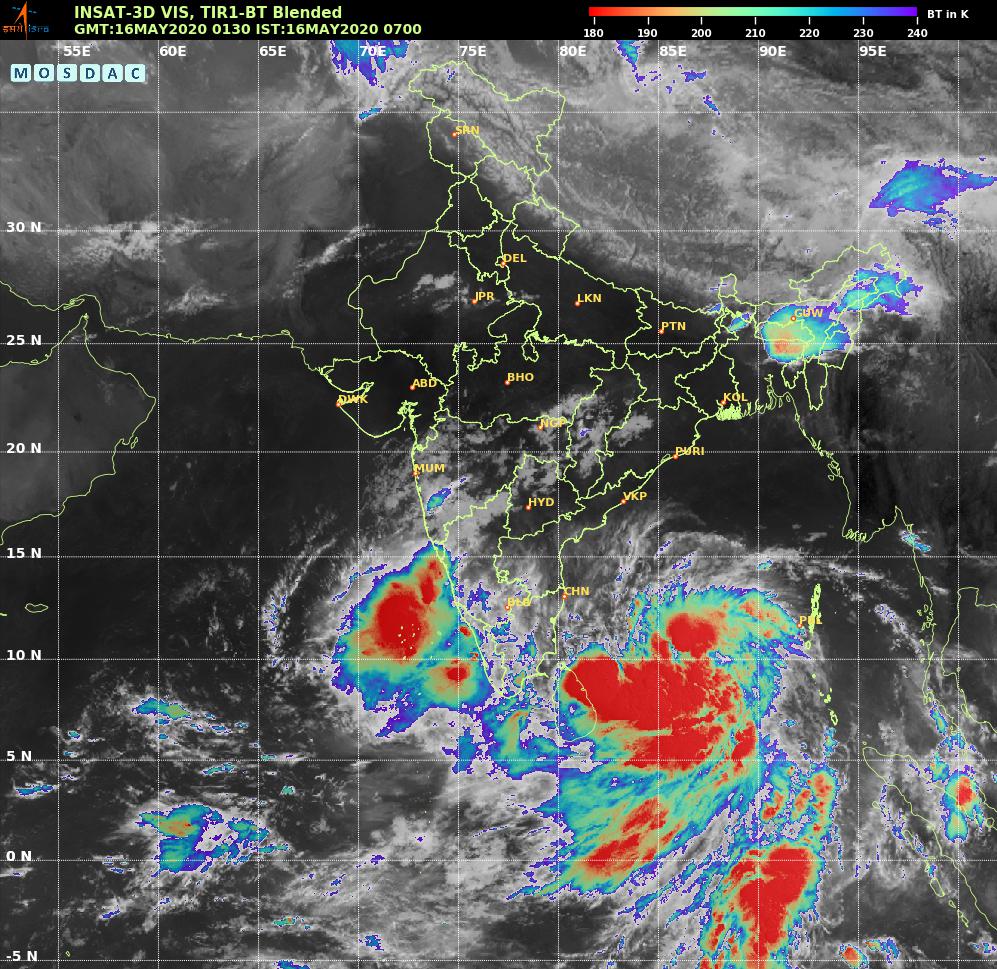 INSAT-3D VIS, TIR1-BT Blended
GMT:16MAY2020 0130 IST:16MAY2020 0700
BT in K
180 190 200 210 220 230 240
55E 60E 65E 70E 75E 80E 85E 90E 95E
MOSDAC
SRN
30 N
DEL
JPR
LKN
GUW
PTN
25 N
BHO
ABD
DWK
KOL
NGP
20 N
PURI
MUM
VKP
HYD
15 N
CHN
BLR
PBL
10 N
5 N
0 N
-5 N